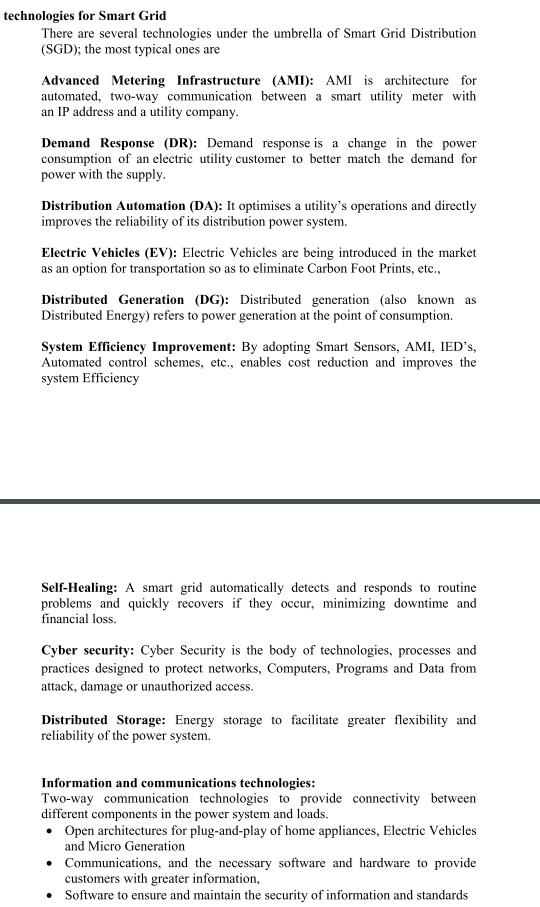 technologies for Smart Grid
There are several technologies under the umbrella of Smart Grid Distribution
(SGD); the most typical ones are
Advanced Metering Infrastructure (AMI): AMI is architecture for
automated, two-way communication between a smart utility meter with
an IP address and a utility company.
Demand Response (DR): Demand response is a change in the power
consumption of an electric utility customer to better match the demand for
power with the supply.
Distribution Automation (DA): It optimises a utility’s operations and directly
improves the reliability of its distribution power system.
Electric Vehicles (EV): Electric Vehicles are being introduced in the market
as an option for transportation so as to eliminate Carbon Foot Prints, etc.,
Distributed Generation (DG): Distributed generation (also known as
Distributed Energy) refers to power generation at the point of consumption.
System Efficiency Improvement: By adopting Smart Sensors, AMI, IED’s,
Automated control schemes, etc., enables cost reduction and improves the
system Efficiency
Self-Healing: A smart grid automatically detects and responds to routine
problems and quickly recovers if they occur, minimizing downtime and
financial loss.
Cyber security: Cyber Security is the body of technologies, processes and
practices designed to protect networks, Computers, Programs and Data from
attack, damage or unauthorized access.
Distributed Storage: Energy storage to facilitate greater flexibility and
reliability of the power system.
Information and communications technologies:
Two-way communication technologies to provide connectivity between
different components in the power system and loads.
• Open architectures for plug-and-play of home appliances, Electric Vehicles
and Micro Generation
• Communications, and the necessary software and hardware to provide
customers with greater information,
• Software to ensure and maintain the security of information and standards